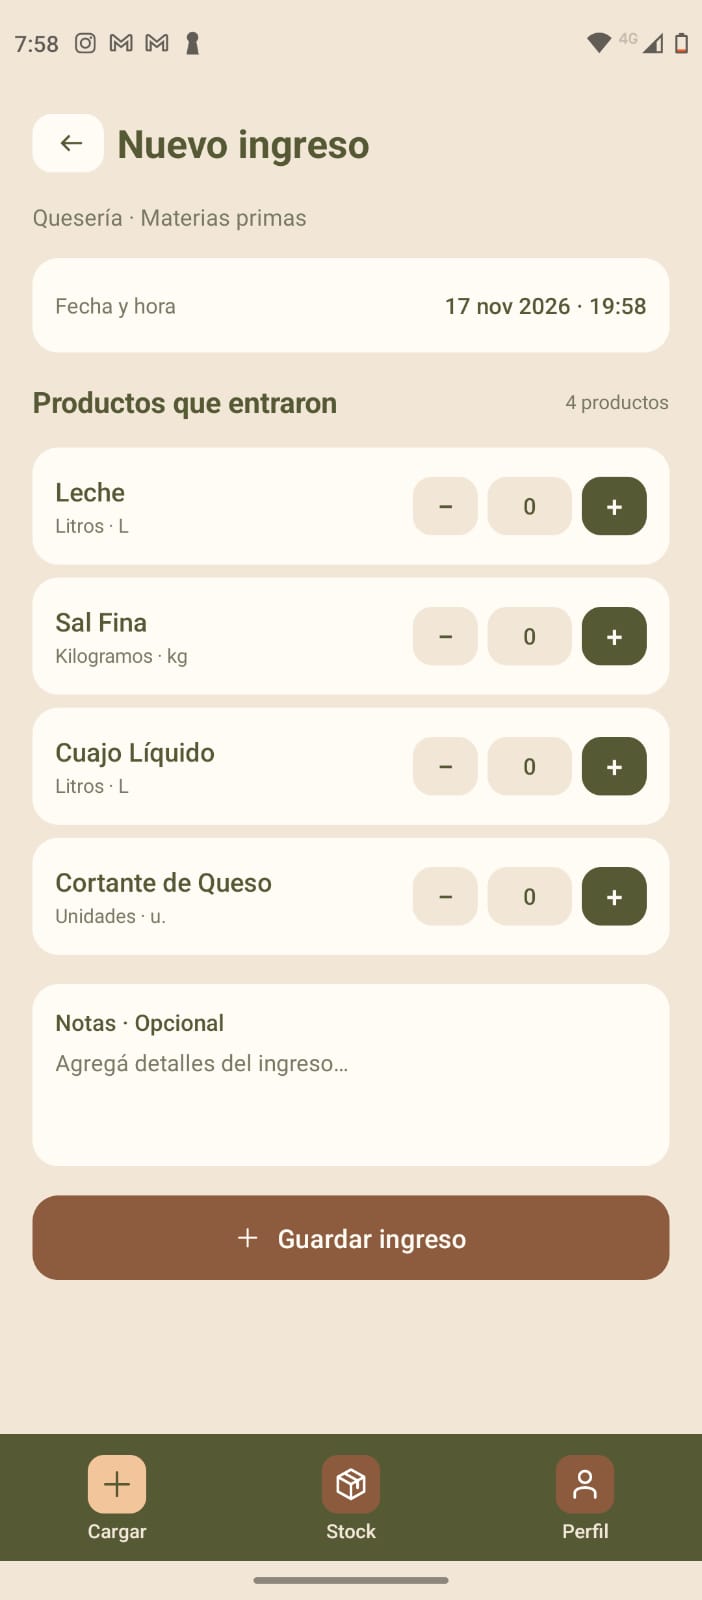 7:58
4G
Nuevo ingreso
Quesería · Materias primas
Fecha y hora 17 nov 2026 · 19:58
Productos que entraron 4 productos
Leche
Litros · L
− 0 +
Sal Fina
Kilogramos · kg
− 0 +
Cuajo Líquido
Litros · L
− 0 +
Cortante de Queso
Unidades · u.
− 0 +
Notas · Opcional
Agregá detalles del ingreso...
+ Guardar ingreso
Cargar Stock Perfil